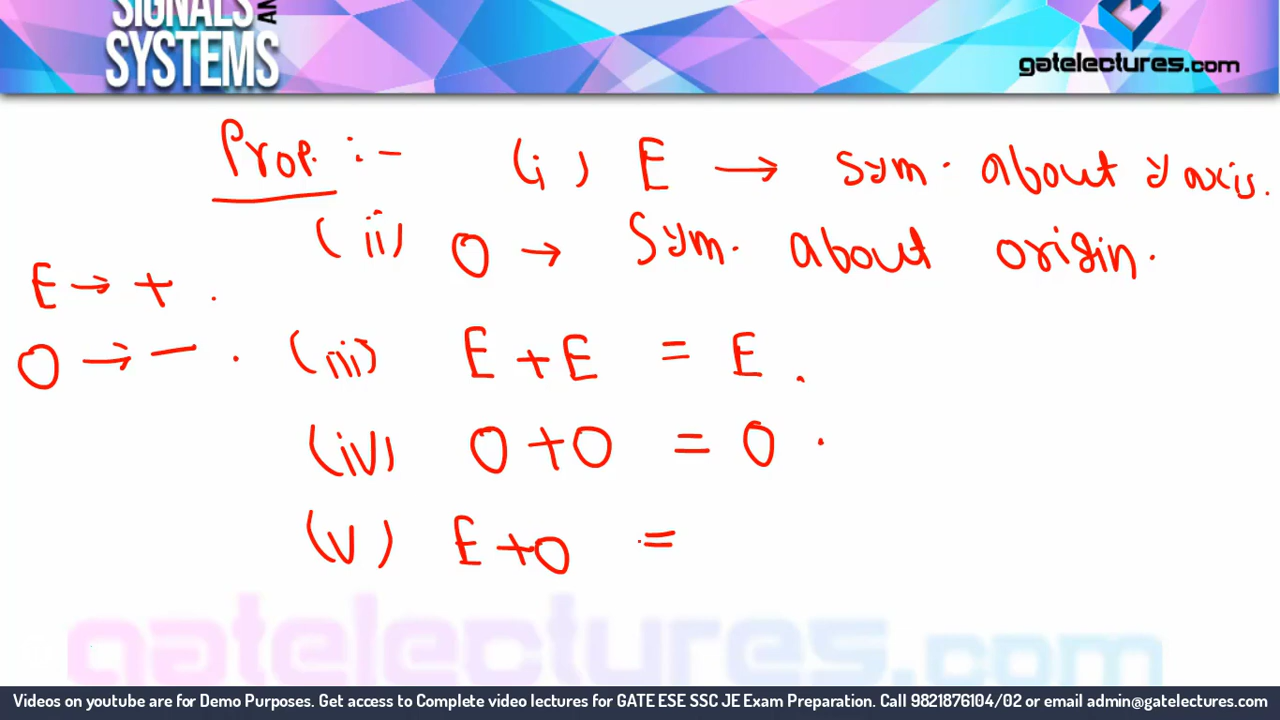 SIGNALS AND
SYSTEMS
gatelectures.com
Prop. :- (i) E → Sym. about y axis.
(ii) O → Sym. about origin.
E → + .
O → - . (iii) E + E = E .
(iv) O + O = O .
(v) E + O =
gatelectures.com
Videos on youtube are for Demo Purposes. Get access to Complete video lectures for GATE ESE SSC JE Exam Preparation. Call 9821876104/02 or email admin@gatelectures.com